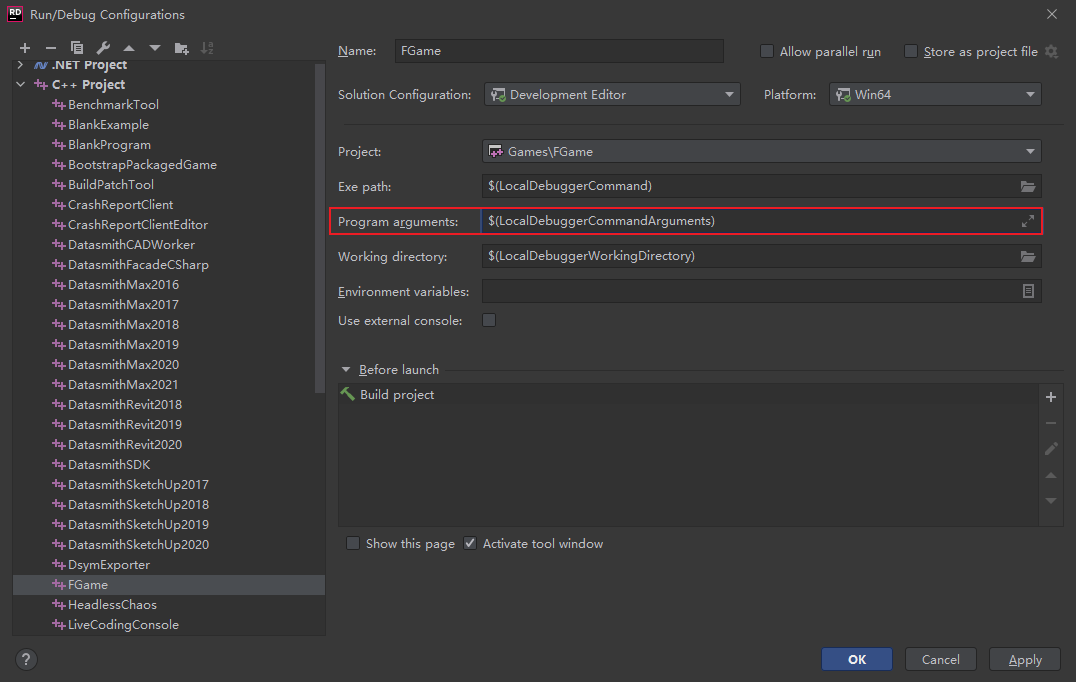 RD Run/Debug Configurations
.NET Project
C++ Project
BenchmarkTool
BlankExample
BlankProgram
BootstrapPackagedGame
BuildPatchTool
CrashReportClient
CrashReportClientEditor
DatasmithCADWorker
DatasmithFacadeCSharp
DatasmithMax2016
DatasmithMax2017
DatasmithMax2018
DatasmithMax2019
DatasmithMax2020
DatasmithMax2021
DatasmithRevit2018
DatasmithRevit2019
DatasmithRevit2020
DatasmithSDK
DatasmithSketchUp2017
DatasmithSketchUp2018
DatasmithSketchUp2019
DatasmithSketchUp2020
DsymExporter
FGame
HeadlessChaos
LiveCodingConsole
Name: FGame Allow parallel run Store as project file
Solution Configuration: Development Editor Platform: Win64
Project: Games\FGame
Exe path: $(LocalDebuggerCommand)
Program arguments: $(LocalDebuggerCommandArguments)
Working directory: $(LocalDebuggerWorkingDirectory)
Environment variables:
Use external console:
Before launch
Build project
Show this page Activate tool window
? OK Cancel Apply